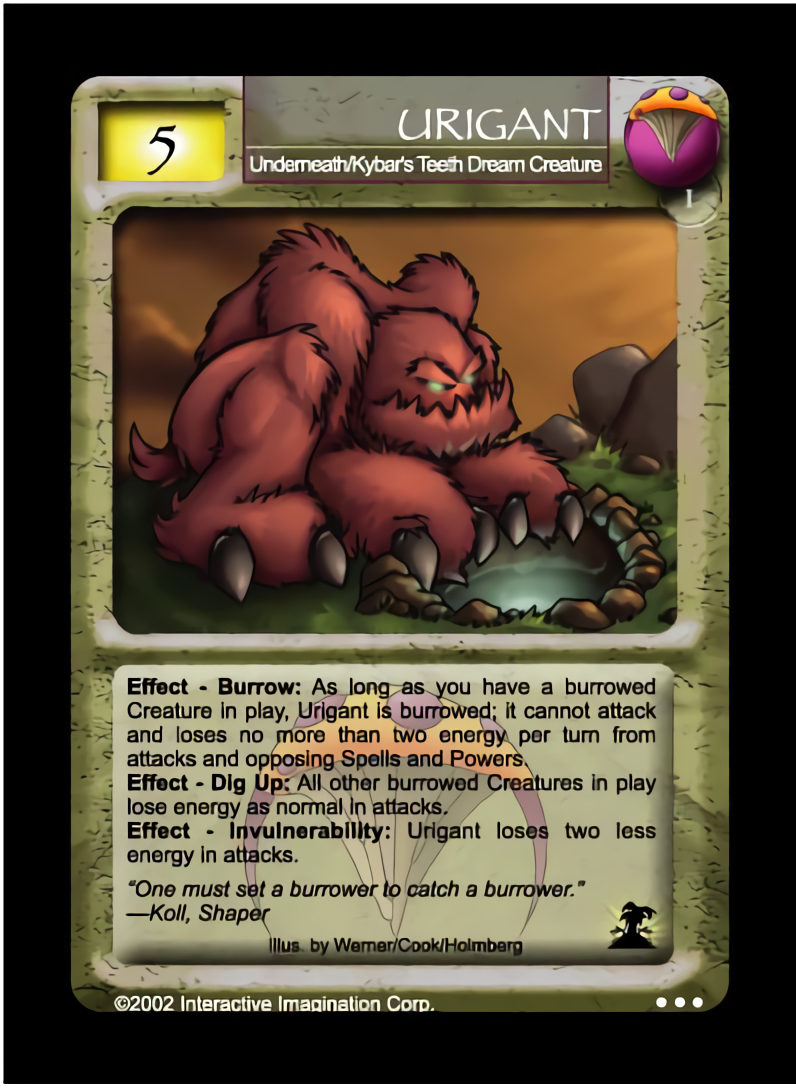 5
URIGANT
Underneath/Kybar's Teeth Dream Creature
1
Effect - Burrow: As long as you have a burrowed
Creature in play, Urigant is burrowed; it cannot attack
and loses no more than two energy per turn from
attacks and opposing Spells and Powers.
Effect - Dig Up: All other burrowed Creatures in play
lose energy as normal in attacks.
Effect - Invulnerability: Urigant loses two less
energy in attacks.
"One must set a burrower to catch a burrower."
—Koll, Shaper
Illus. by Werner/Cook/Holmberg
©2002 Interactive Imagination Corp.